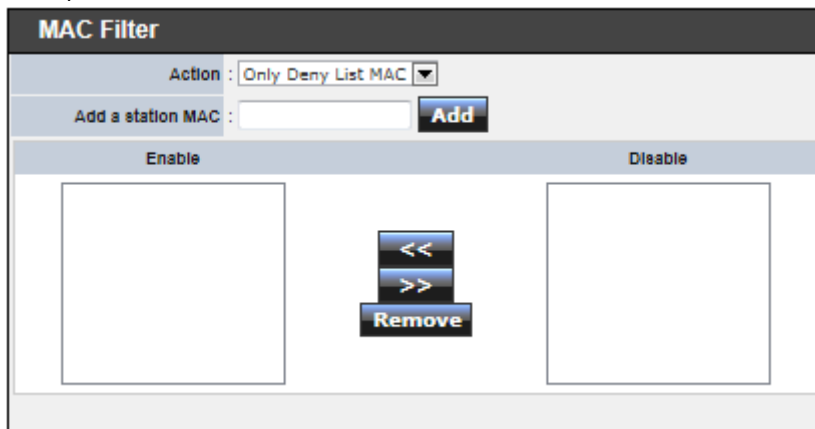 MAC Filter
Action : Only Deny List MAC
Add a station MAC : Add
Enable Disable
<<
>>
Remove